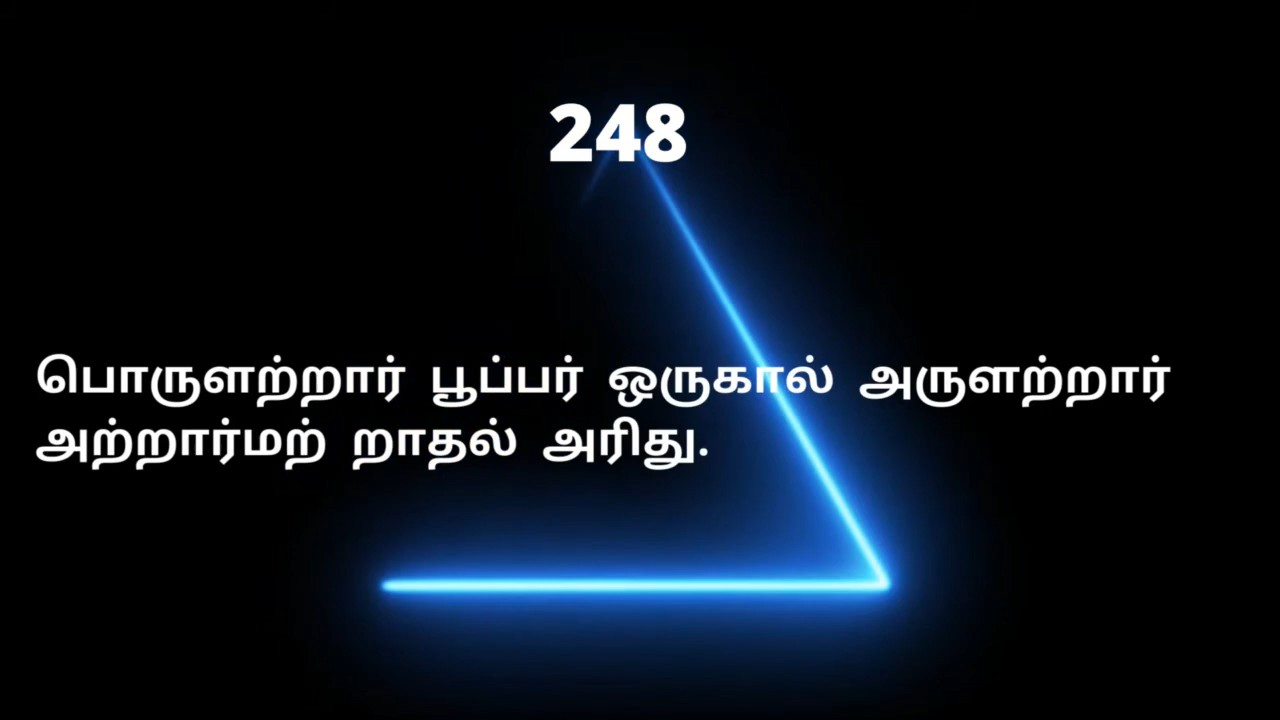 248
பொருளற்றார் பூப்பர் ஒருகால் அருளற்றார்
அற்றார்மற் றாதல் அரிது.